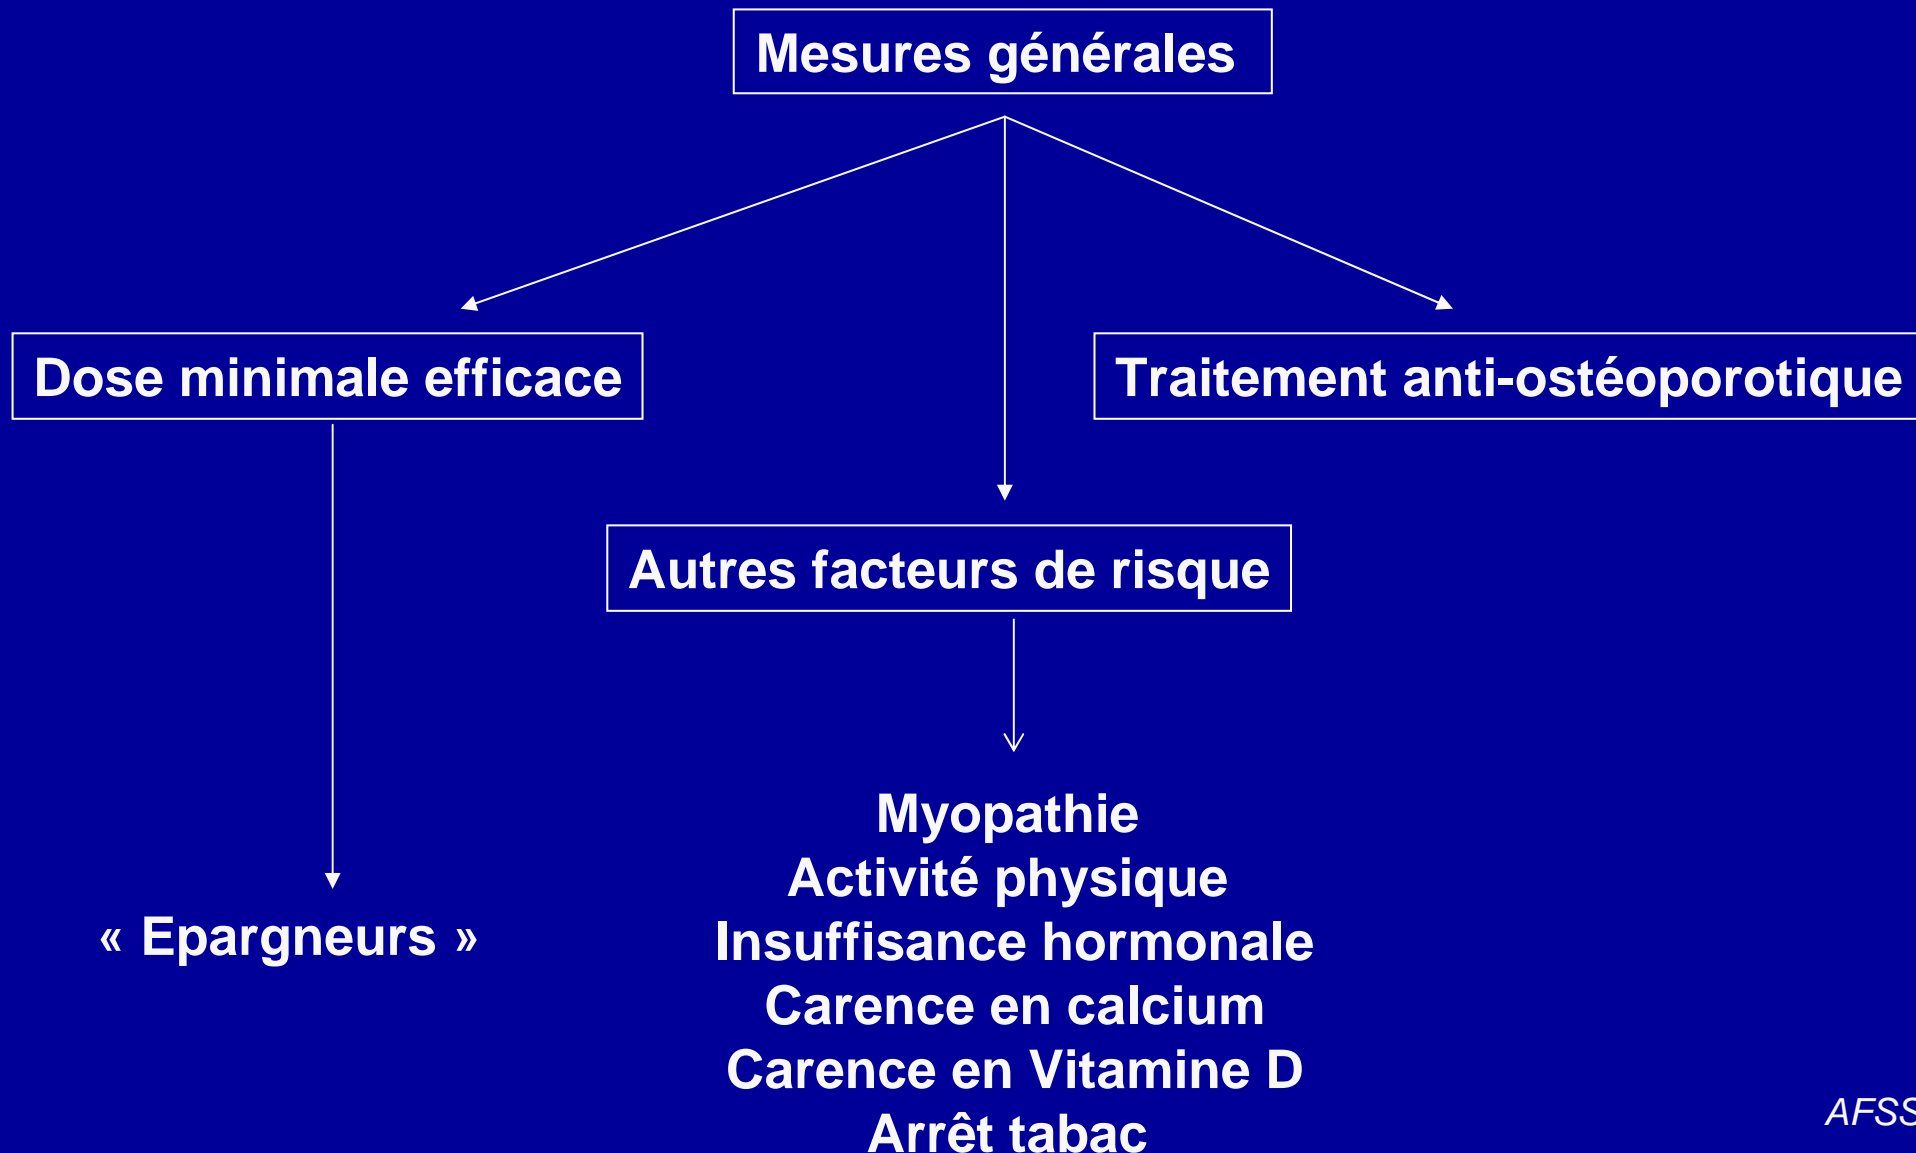 Mesures générales
Dose minimale efficace
Traitement anti-ostéoporotique
Autres facteurs de risque
« Epargneurs »
Myopathie
Activité physique
Insuffisance hormonale
Carence en calcium
Carence en Vitamine D
Arrêt tabac